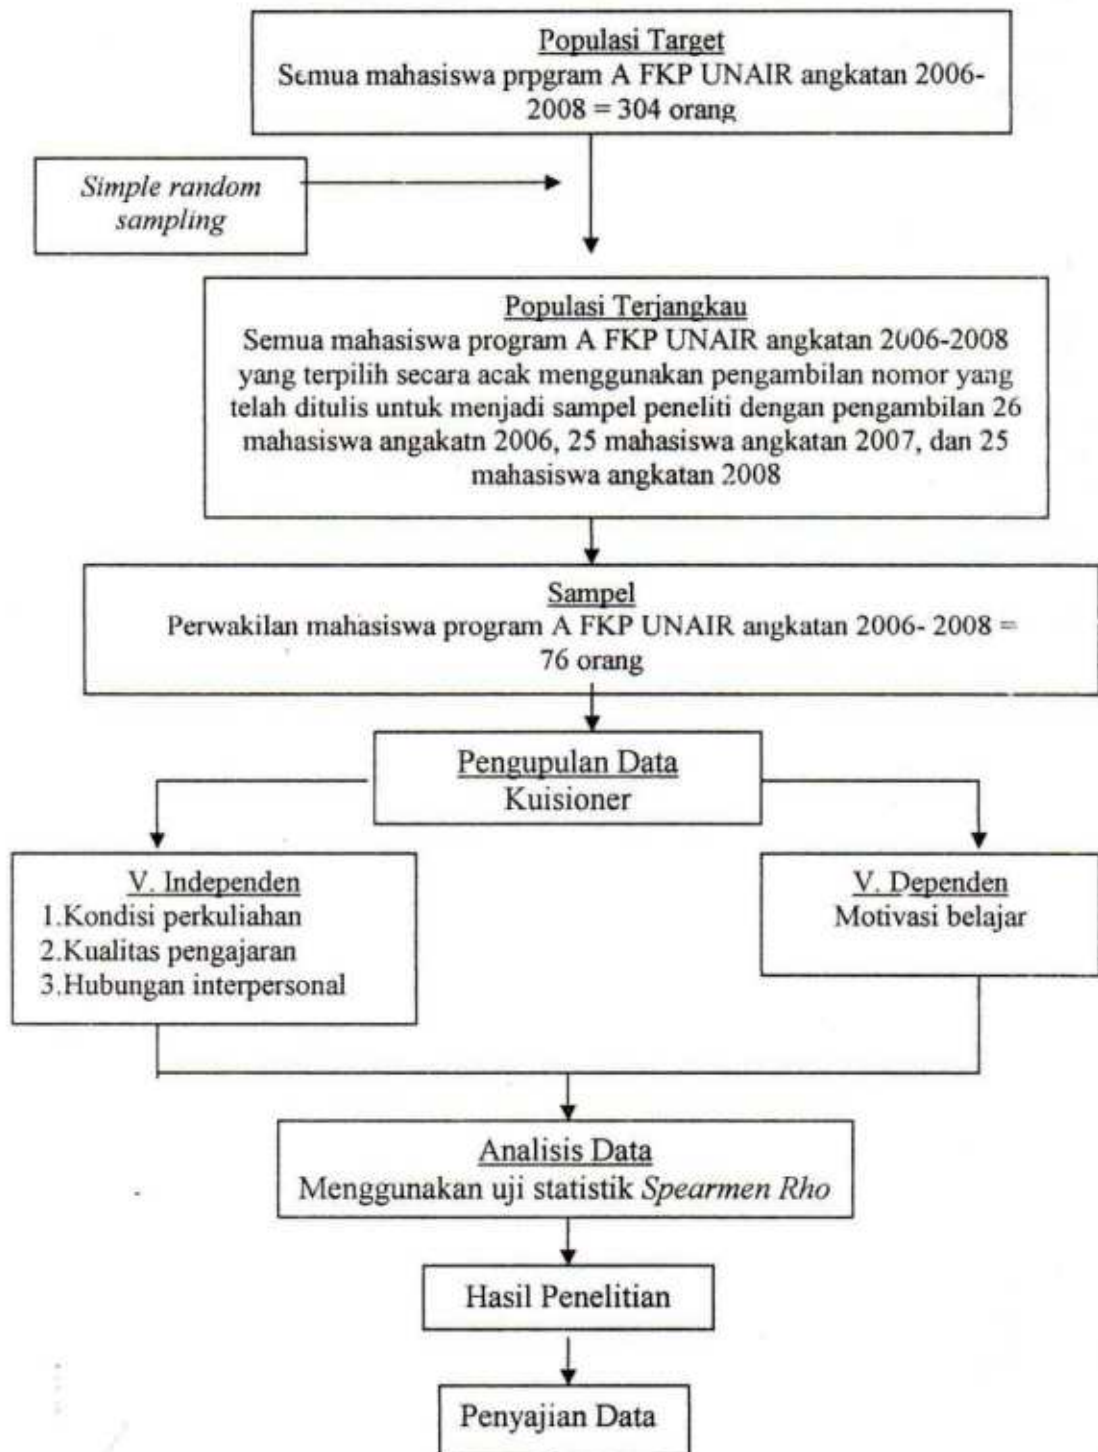 Populasi Target
Semua mahasiswa prpgram A FKP UNAIR angkatan 2006-
2008 = 304 orang
Simple random
sampling
Populasi Terjangkau
Semua mahasiswa program A FKP UNAIR angkatan 2006-2008
yang terpilih secara acak menggunakan pengambilan nomor yang
telah ditulis untuk menjadi sampel peneliti dengan pengambilan 26
mahasiswa angakatn 2006, 25 mahasiswa angkatan 2007, dan 25
mahasiswa angkatan 2008
Sampel
Perwakilan mahasiswa program A FKP UNAIR angkatan 2006- 2008 =
76 orang
Pengupulan Data
Kuisioner
V. Independen
1.Kondisi perkuliahan
2.Kualitas pengajaran
3.Hubungan interpersonal
V. Dependen
Motivasi belajar
Analisis Data
Menggunakan uji statistik Spearmen Rho
Hasil Penelitian
Penyajian Data